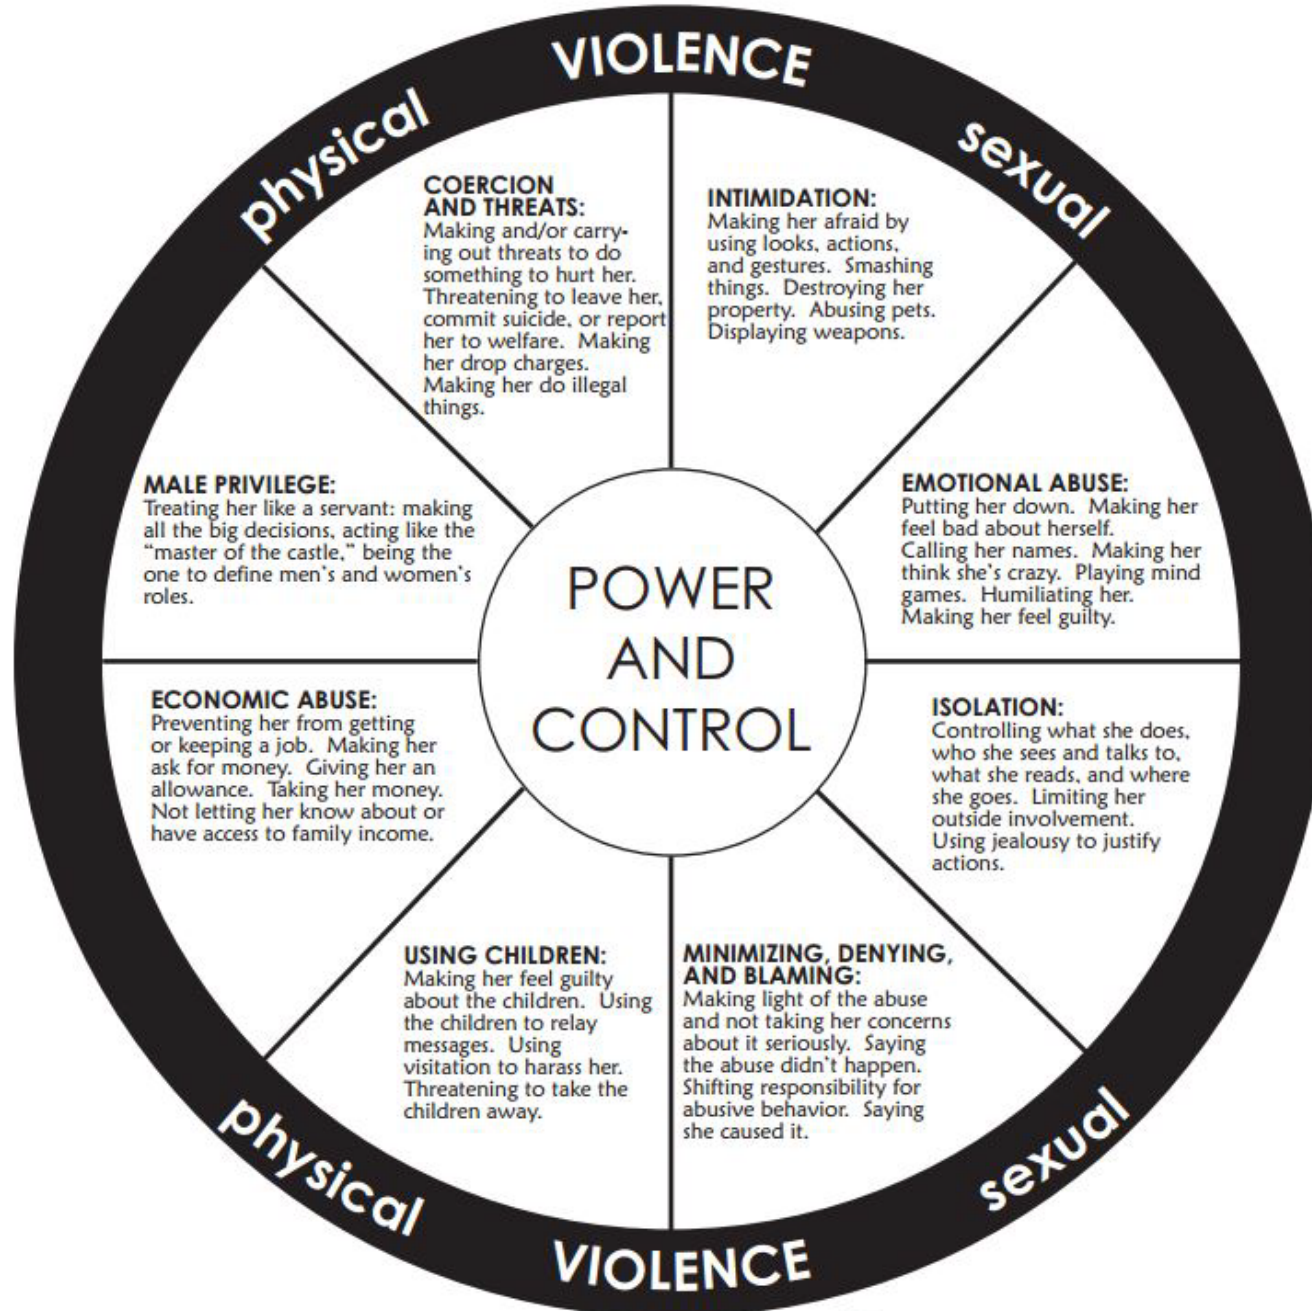 VIOLENCE
physical
sexual
COERCION
AND THREATS:
Making and/or carry-
ing out threats to do
something to hurt her.
Threatening to leave her,
commit suicide, or report
her to welfare. Making
her drop charges.
Making her do illegal
things.
INTIMIDATION:
Making her afraid by
using looks, actions,
and gestures. Smashing
things. Destroying her
property. Abusing pets.
Displaying weapons.
MALE PRIVILEGE:
Treating her like a servant: making
all the big decisions, acting like the
“master of the castle,” being the
one to define men’s and women’s
roles.
EMOTIONAL ABUSE:
Putting her down. Making her
feel bad about herself.
Calling her names. Making her
think she’s crazy. Playing mind
games. Humiliating her.
Making her feel guilty.
POWER
AND
CONTROL
ECONOMIC ABUSE:
Preventing her from getting
or keeping a job. Making her
ask for money. Giving her an
allowance. Taking her money.
Not letting her know about or
have access to family income.
ISOLATION:
Controlling what she does,
who she sees and talks to,
what she reads, and where
she goes. Limiting her
outside involvement.
Using jealousy to justify
actions.
USING CHILDREN:
Making her feel guilty
about the children. Using
the children to relay
messages. Using
visitation to harass her.
Threatening to take the
children away.
MINIMIZING, DENYING,
AND BLAMING:
Making light of the abuse
and not taking her concerns
about it seriously. Saying
the abuse didn’t happen.
Shifting responsibility for
abusive behavior. Saying
she caused it.
physical
sexual
VIOLENCE